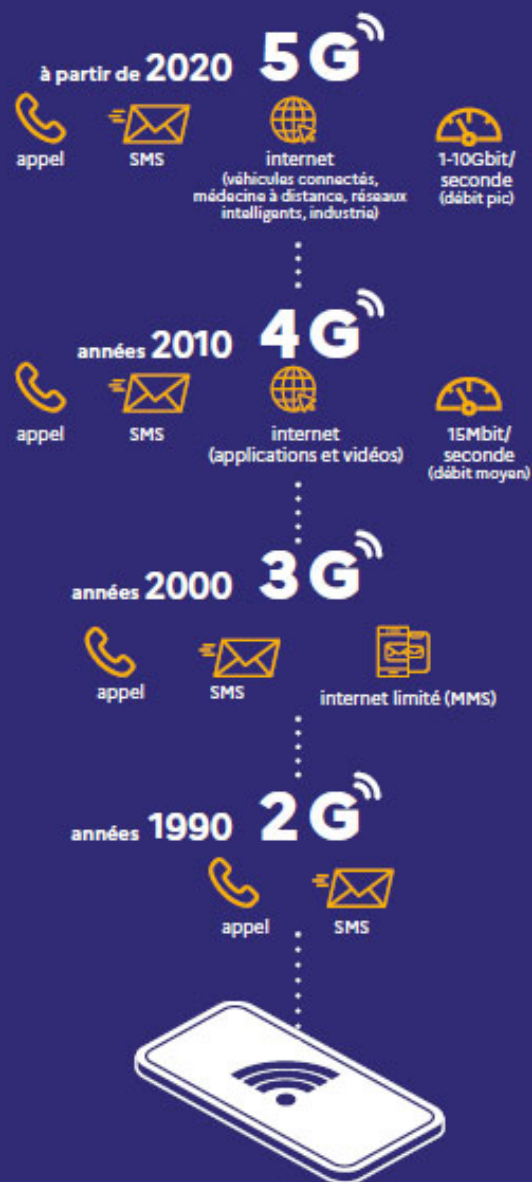 à partir de 2020 5G
appel
SMS
internet
(véhicules connectés,
médecine à distance, réseaux
intelligents, industrie)
1-10Gbit/
seconde
(débit pic)
années 2010 4G
appel
SMS
internet
(applications et vidéos)
15Mbit/
seconde
(débit moyen)
années 2000 3G
appel
SMS
internet limité (MMS)
années 1990 2G
appel
SMS